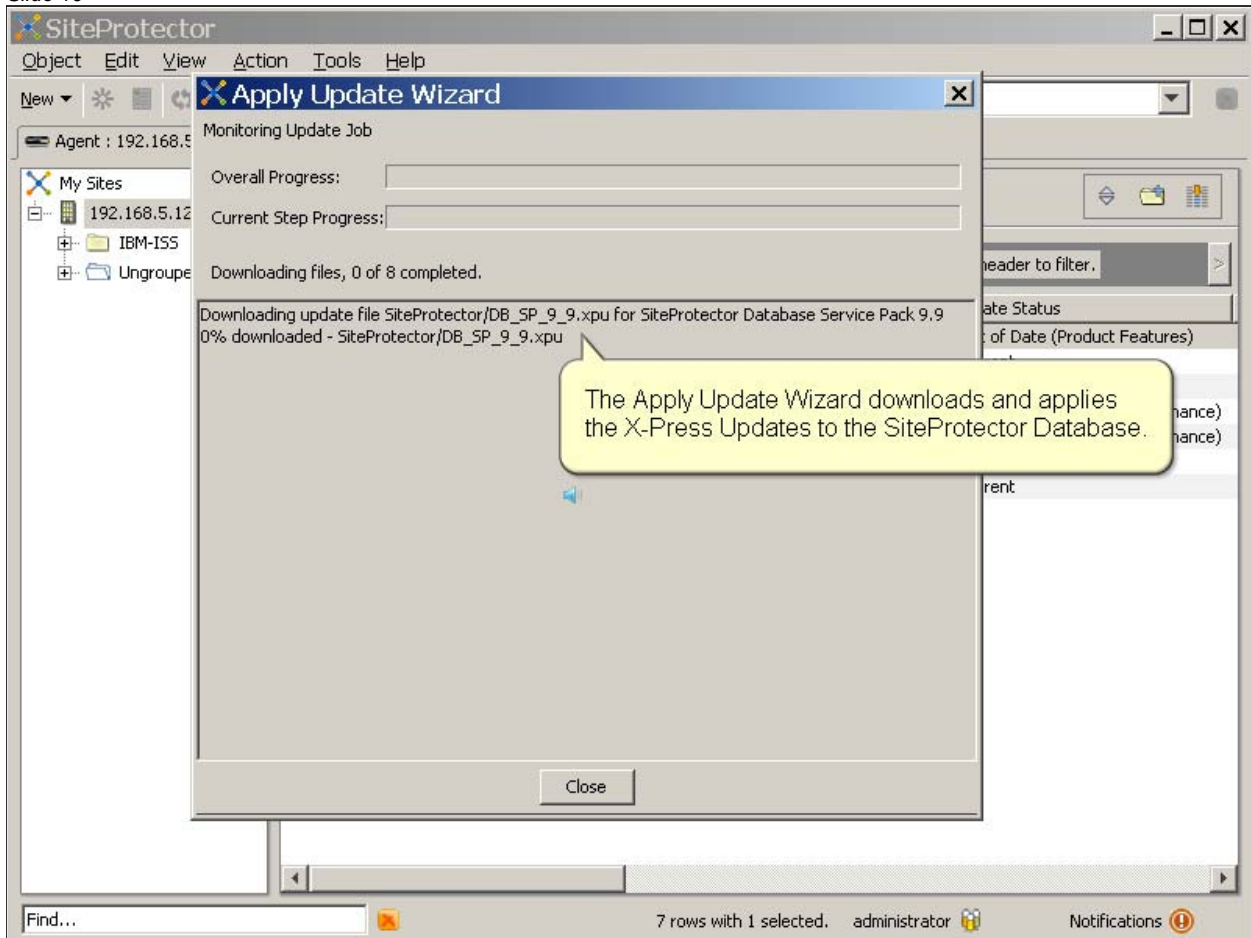 SiteProtector
Object Edit View Action Tools Help
New
Agent : 192.168.5
My Sites
192.168.5.12
IBM-ISS
Ungroupe
Apply Update Wizard
Monitoring Update Job
Overall Progress:
Current Step Progress:
Downloading files, 0 of 8 completed.
Downloading update file SiteProtector/DB_SP_9_9.xpu for SiteProtector Database Service Pack 9.9
0% downloaded - SiteProtector/DB_SP_9_9.xpu
The Apply Update Wizard downloads and applies
the X-Press Updates to the SiteProtector Database.
Close
header to filter.
ate Status
of Date (Product Features)
nance)
nance)
rent
Find...
7 rows with 1 selected. administrator Notifications